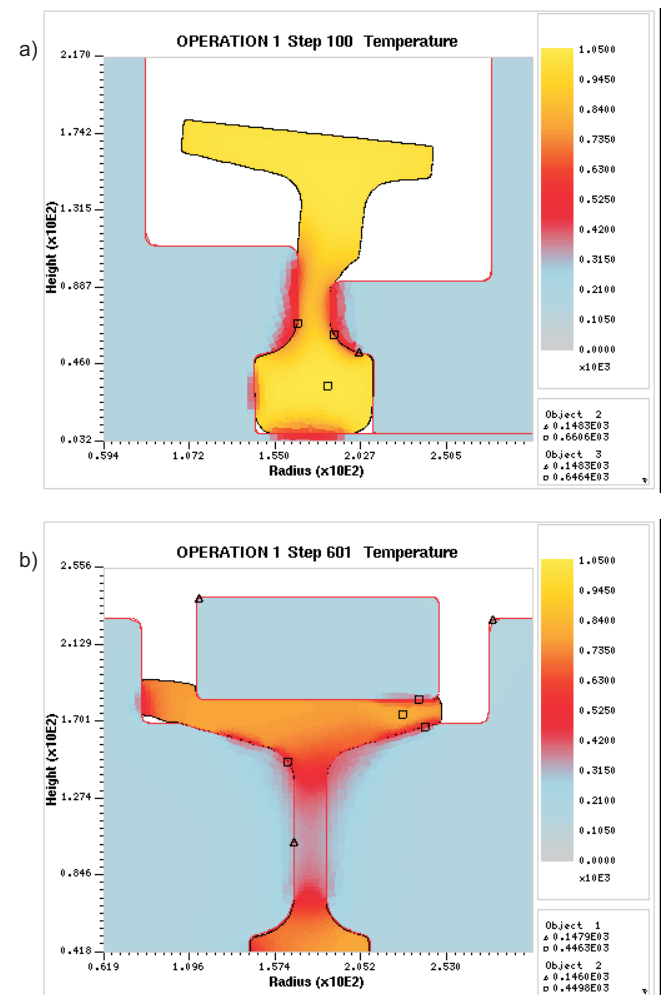 a)
OPERATION 1 Step 100 Temperature
2.170
1.742
1.315
0.887
0.460
0.032
Height (x10E2)
0.594 1.072 1.550 2.027 2.505
Radius (x10E2)
1.0500
0.9450
0.8400
0.7350
0.6300
0.5250
0.4200
0.3150
0.2100
0.1050
0.0000
x10E3
Object 2
0.1483E03
0.6606E03
Object 3
0.1483E03
0.6464E03
b)
OPERATION 1 Step 601 Temperature
2.556
2.129
1.701
1.274
0.846
0.418
Height (x10E2)
0.619 1.096 1.574 2.052 2.530
Radius (x10E2)
1.0500
0.9450
0.8400
0.7350
0.6300
0.5250
0.4200
0.3150
0.2100
0.1050
0.0000
x10E3
Object 1
0.1479E03
0.4463E03
Object 2
0.1460E03
0.4498E03